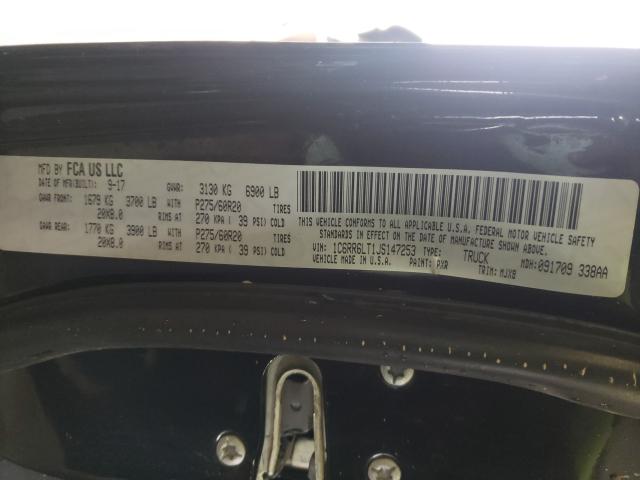 MFD BY FCA US LLC
DATE OF MFR(BUILT): 9-17 GVWR: 3130 KG 6900 LB
GAWR FRONT: 1679 KG 3700 LB WITH P275/60R20 TIRES
20X8.0 RIMS AT 270 KPA ( 39 PSI) COLD
GAWR REAR: 1770 KG 3900 LB WITH P275/60R20 TIRES
20X8.0 RIMS AT 270 KPA ( 39 PSI) COLD
THIS VEHICLE CONFORMS TO ALL APPLICABLE U.S.A. FEDERAL MOTOR VEHICLE SAFETY
STANDARDS IN EFFECT ON THE DATE OF MANUFACTURE SHOWN ABOVE.
VIN: 1C6RR6LT1JS147253 TYPE: TRUCK MDH: 091709 338AA
VEHICLE MADE IN U.S.A. PAINT: PXR TRIM: MJX8